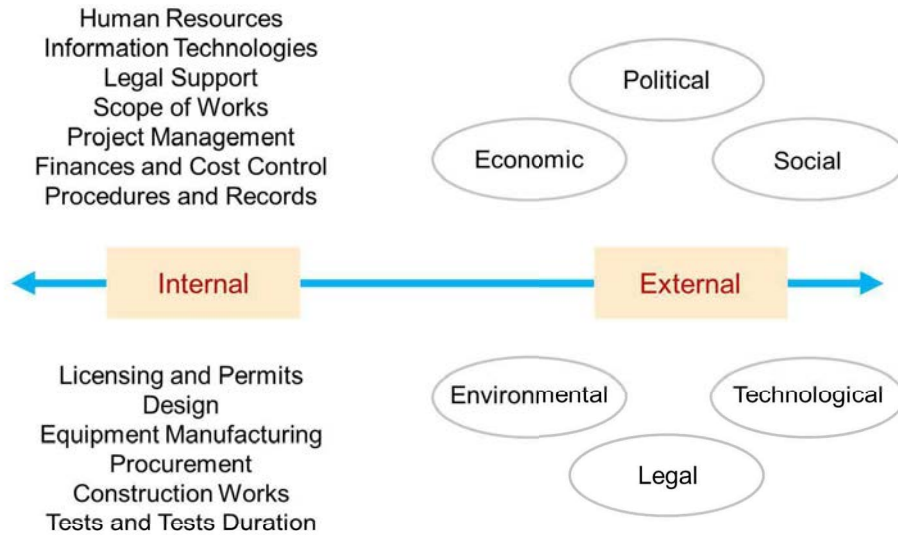 Human Resources
Information Technologies
Legal Support
Scope of Works
Project Management
Finances and Cost Control
Procedures and Records
Political
Economic
Social
Internal
External
Licensing and Permits
Design
Equipment Manufacturing
Procurement
Construction Works
Tests and Tests Duration
Environmental
Technological
Legal